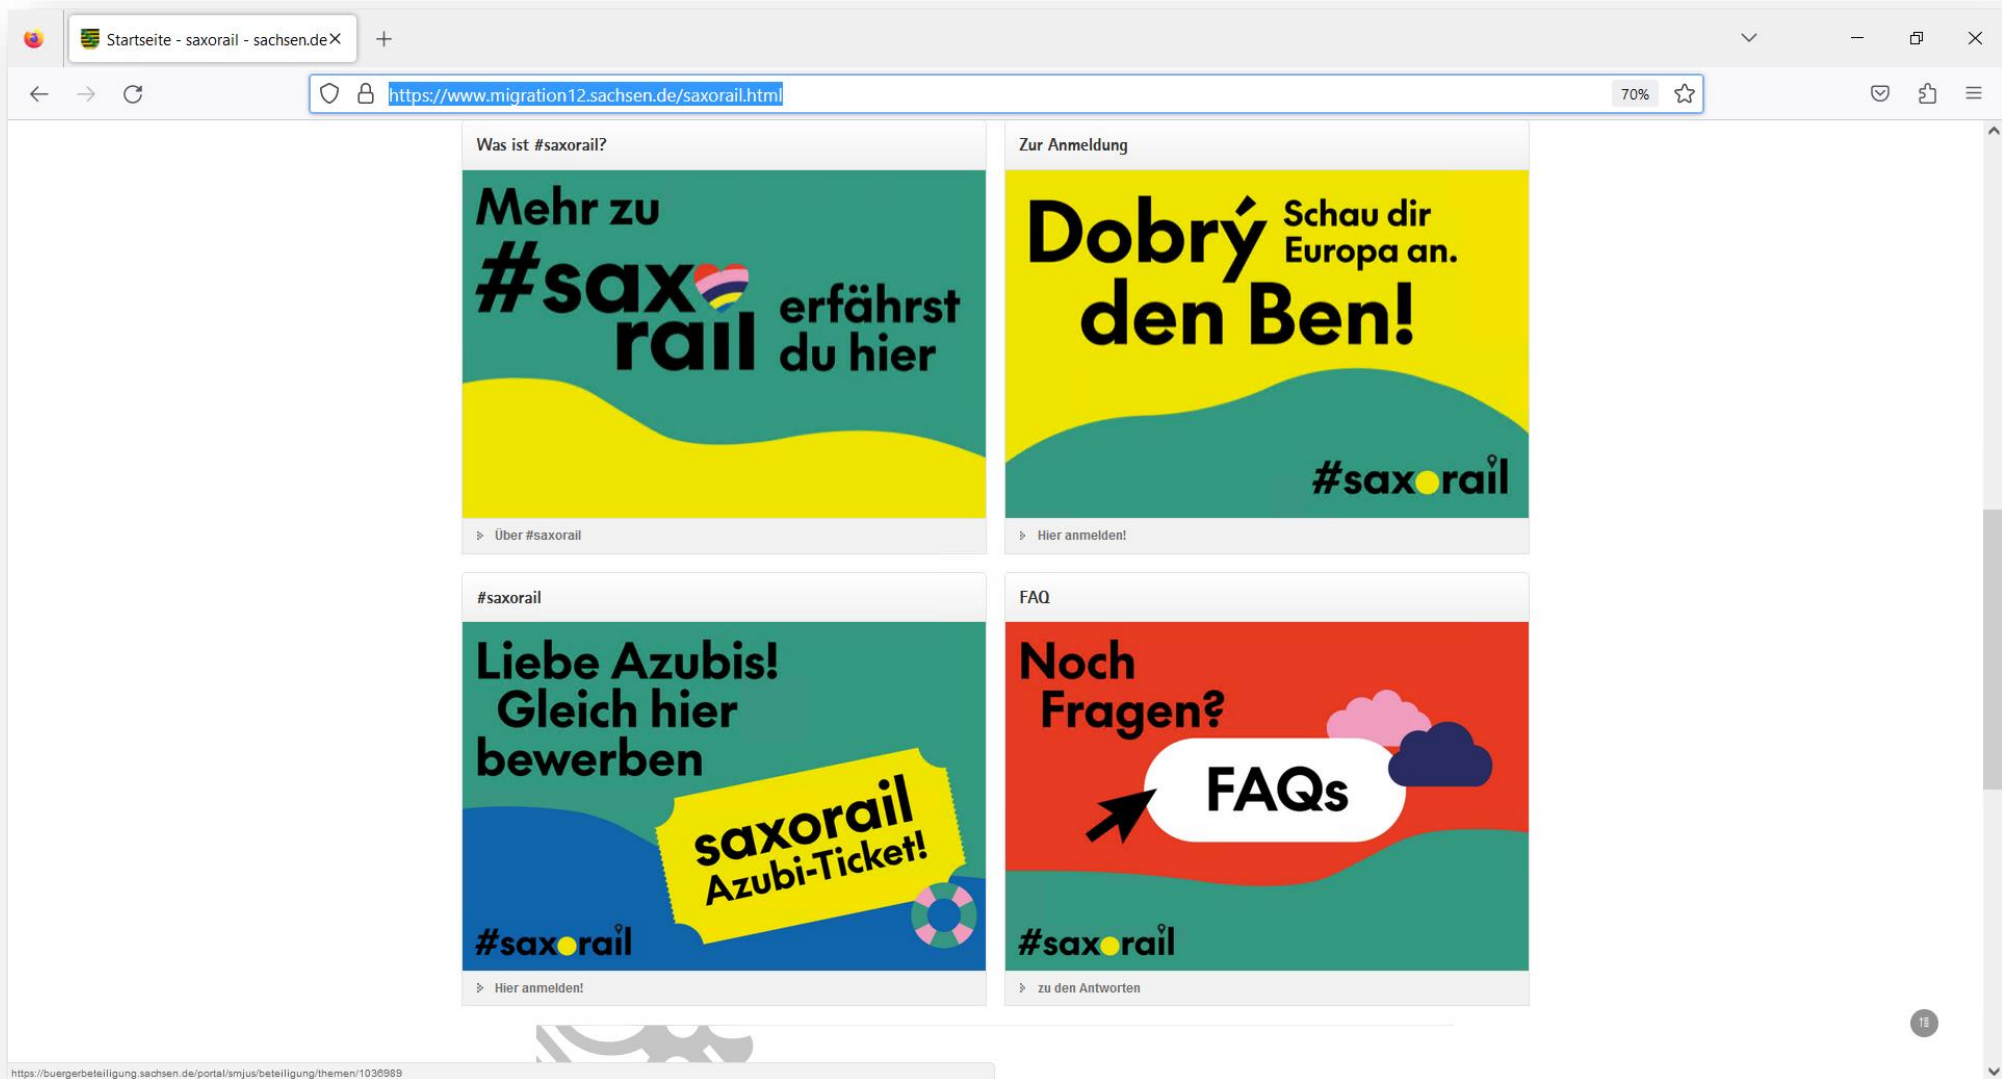 Startseite - saxorail - sachsen.de
https://www.migration12.sachsen.de/saxorail.html
70%
Was ist #saxorail?
Mehr zu
#saxo
rail
erfährst
du hier
Über #saxorail
Zur Anmeldung
Dobrý
Schau dir
Europa an.
den Ben!
#saxorail
Hier anmelden!
#saxorail
Liebe Azubis!
Gleich hier
bewerben
saxorail
Azubi-Ticket!
#saxorail
Hier anmelden!
FAQ
Noch
Fragen?
FAQs
#saxorail
zu den Antworten
https://buergerbeteiligung.sachsen.de/portal/smjus/beteiligung/themen/1036989